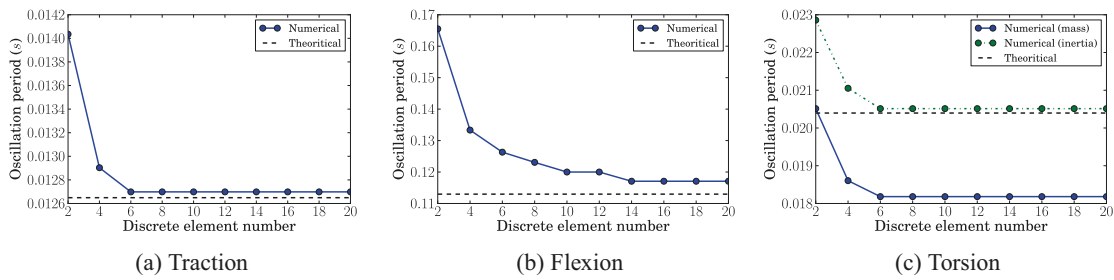 0.0142
0.0140
0.0138
0.0136
0.0134
0.0132
0.0130
0.0128
0.0126
2 4 6 8 10 12 14 16 18 20
Oscillation period (s)
Discrete element number
Numerical
Theoritical
(a) Traction
0.17
0.16
0.15
0.14
0.13
0.12
0.11
2 4 6 8 10 12 14 16 18 20
Oscillation period (s)
Discrete element number
Numerical
Theoritical
(b) Flexion
0.023
0.022
0.021
0.020
0.019
0.018
2 4 6 8 10 12 14 16 18 20
Oscillation period (s)
Discrete element number
Numerical (mass)
Numerical (inertia)
Theoritical
(c) Torsion